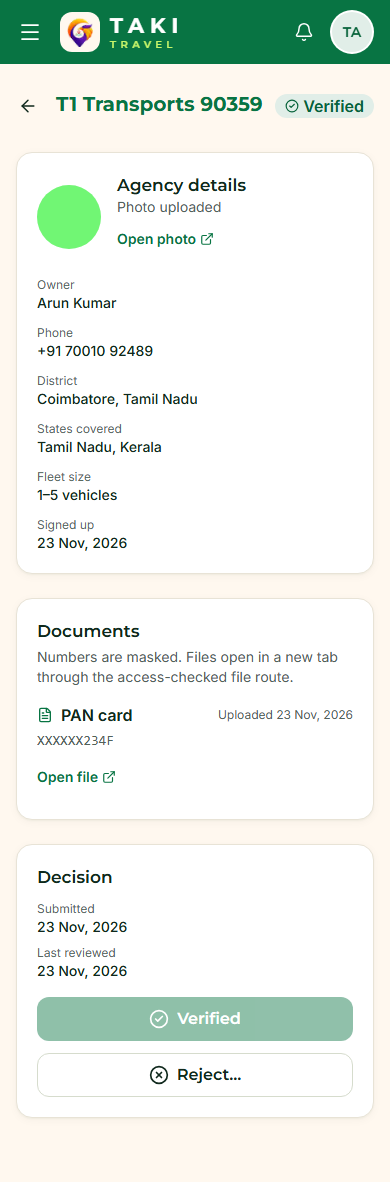 TAKI
TRAVEL
TA
T1 Transports 90359
Verified
Agency details
Photo uploaded
Open photo
Owner
Arun Kumar
Phone
+91 70010 92489
District
Coimbatore, Tamil Nadu
States covered
Tamil Nadu, Kerala
Fleet size
1–5 vehicles
Signed up
23 Nov, 2026
Documents
Numbers are masked. Files open in a new tab
through the access-checked file route.
PAN card
Uploaded 23 Nov, 2026
XXXXXX234F
Open file
Decision
Submitted
23 Nov, 2026
Last reviewed
23 Nov, 2026
Verified
Reject...